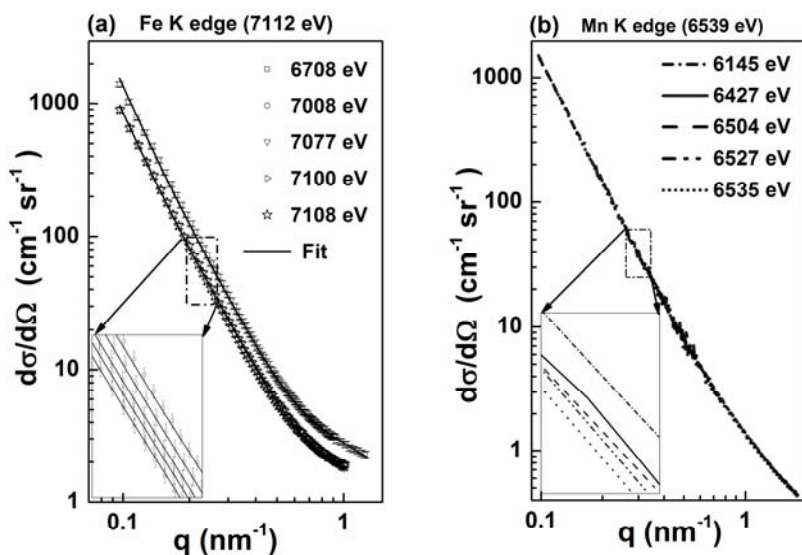 (a) Fe K edge (7112 eV)
6708 eV
7008 eV
7077 eV
7100 eV
7108 eV
Fit
1000
100
10
1
dσ/dΩ (cm⁻¹ sr⁻¹)
0.1
1
q (nm⁻¹)
(b) Mn K edge (6539 eV)
6145 eV
6427 eV
6504 eV
6527 eV
6535 eV
1000
100
10
1
dσ/dΩ (cm⁻¹ sr⁻¹)
0.1
1
q (nm⁻¹)